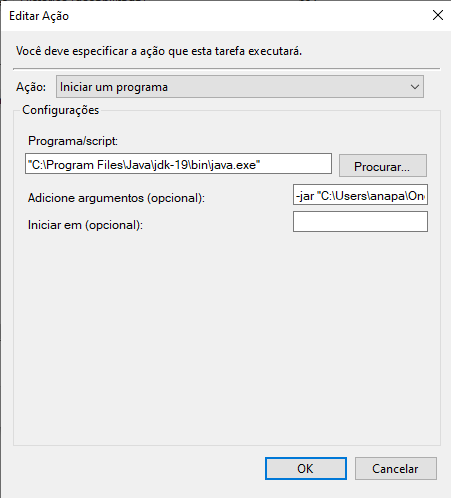 Editar Ação
Você deve especificar a ação que esta tarefa executará.
Ação: Iniciar um programa
Configurações
Programa/script:
"C:\Program Files\Java\jdk-19\bin\java.exe" Procurar...
Adicione argumentos (opcional): -jar "C:\Users\anapa\On
Iniciar em (opcional):
OK Cancelar